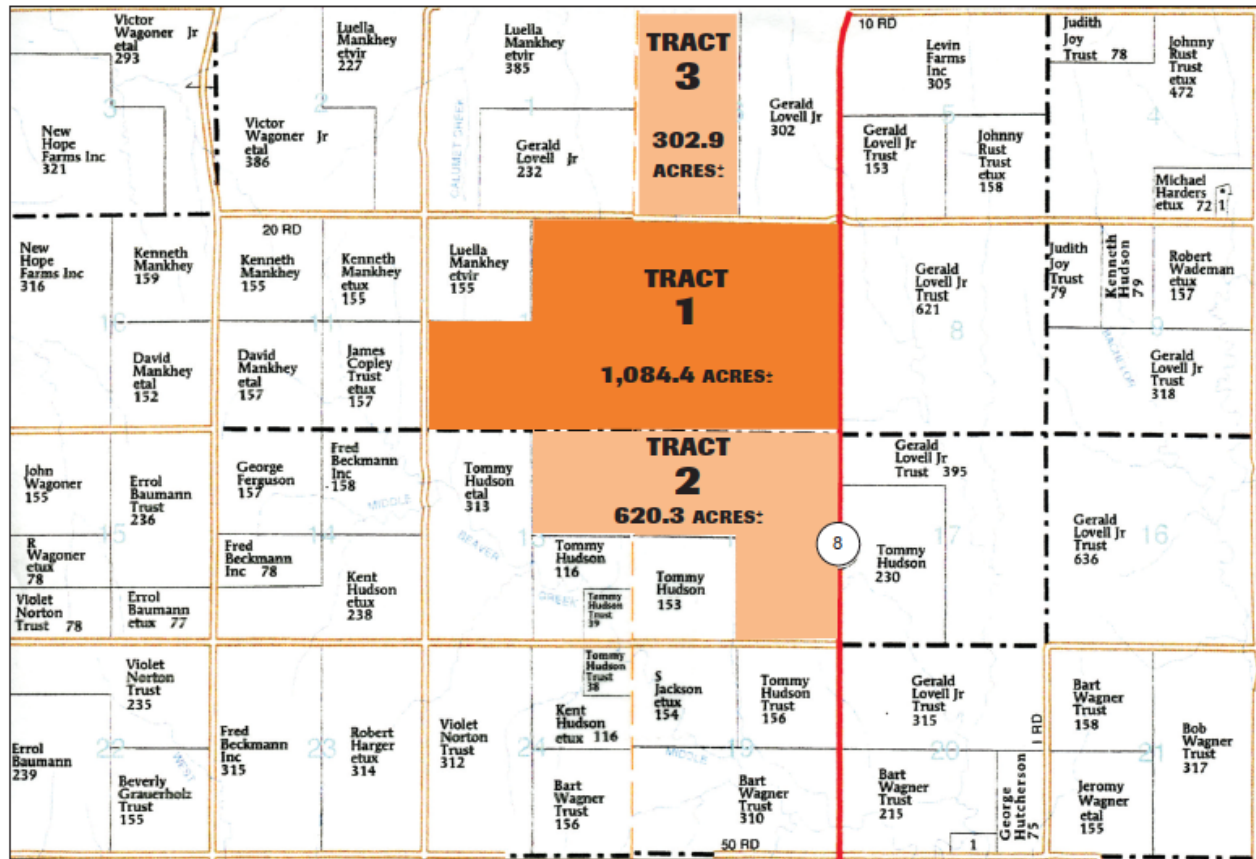 Victor
Wagoner Jr
etal
293
3
New
Hope
Farms Inc
321
Luella
Mankhey
etvir
227
2
Victor
Wagoner Jr
etal
386
CALUMET CREEK
Luella
Mankhey
etvir
385
1
Gerald
Lovell Jr
232
TRACT
3
302.9
ACRES±
Gerald
Lovell Jr
302
10 RD
Levin
Farms
Inc
305
5
Gerald
Lovell Jr
Trust
153
Johnny
Rust
Trust
etux
158
Judith
Joy
Trust 78
Johnny
Rust
Trust
etux
472
4
Michael
Harders
etux 72
1
New
Hope
Farms Inc
316
Kenneth
Mankhey
159
10
David
Mankhey
etal
152
20 RD
Kenneth
Mankhey
155
Kenneth
Mankhey
etux
155
11
David
Mankhey
etal
157
James
Copley
Trust
etux
157
Luella
Mankhey
etvir
155
TRACT
1
1,084.4 ACRES±
Gerald
Lovell Jr
Trust
621
8
Judith
Joy
Trust
79
Kenneth
Hudson
79
Robert
Wademan
etux
157
9
BACHELOR
Gerald
Lovell Jr
Trust
318
John
Wagoner
155
Errol
Baumann
Trust
236
15
R
Wagoner
etux
78
Violet
Norton
Trust 78
Errol
Baumann
etux 77
George
Ferguson
157
Fred
Beckmann
Inc
158
MIDDLE
14
Fred
Beckmann
Inc 78
Kent
Hudson
etux
238
Tommy
Hudson
etal
313
BEAVER
13
CREEK
TRACT
2
620.3 ACRES±
Tommy
Hudson
116
Tommy
Hudson
Trust
39
Tommy
Hudson
153
8
Gerald
Lovell Jr
Trust 395
17
Tommy
Hudson
230
Gerald
Lovell Jr
Trust
636
16
Violet
Norton
Trust
235
22
Errol
Baumann
239
Beverly
Grauerholz
Trust
155
WEST
Fred
Beckmann
Inc
315
23
Robert
Harger
etux
314
Violet
Norton
Trust
312
24
Tommy
Hudson
Trust
38
Kent
Hudson
etux 116
Bart
Wagner
Trust
156
S
Jackson
etux
154
Tommy
Hudson
Trust
156
19
MIDDLE
Bart
Wagner
Trust
310
50 RD
Gerald
Lovell Jr
Trust
315
20
Bart
Wagner
Trust
215
1
George
Hutcherson
75
I RD
Bart
Wagner
Trust
158
21
Bob
Wagner
Trust
317
Jeromy
Wagner
etal
155